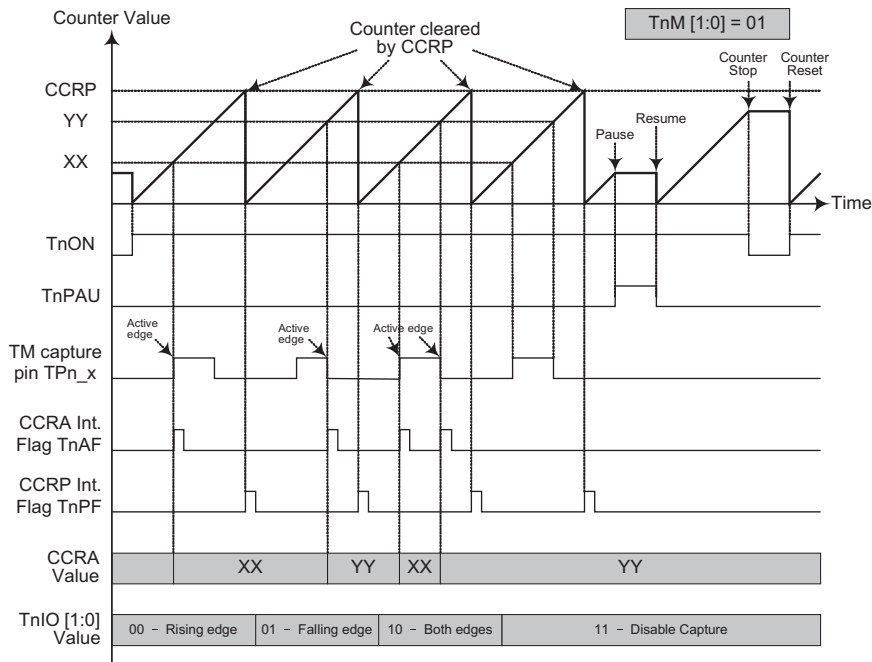 Counter Value
Counter cleared
by CCRP
TnM [1:0] = 01
Counter
Stop
Counter
Reset
CCRP
YY
XX
Pause
Resume
Time
TnON
TnPAU
Active
edge
Active
edge
Active edge
TM capture
pin TPn_x
CCRA Int.
Flag TnAF
CCRP Int.
Flag TnPF
CCRA
Value
XX
YY
XX
YY
TnIO [1:0]
Value
00 – Rising edge
01 – Falling edge
10 – Both edges
11 – Disable Capture